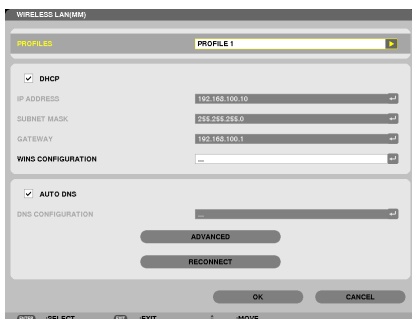 WIRELESS LAN(MM)
PROFILES PROFILE 1
DHCP
IP ADDRESS 192.168.100.10
SUBNET MASK 255.255.255.0
GATEWAY 192.168.100.1
WINS CONFIGURATION ...
AUTO DNS
DNS CONFIGURATION ...
ADVANCED
RECONNECT
OK CANCEL
:SELECT :EXIT :MOVE